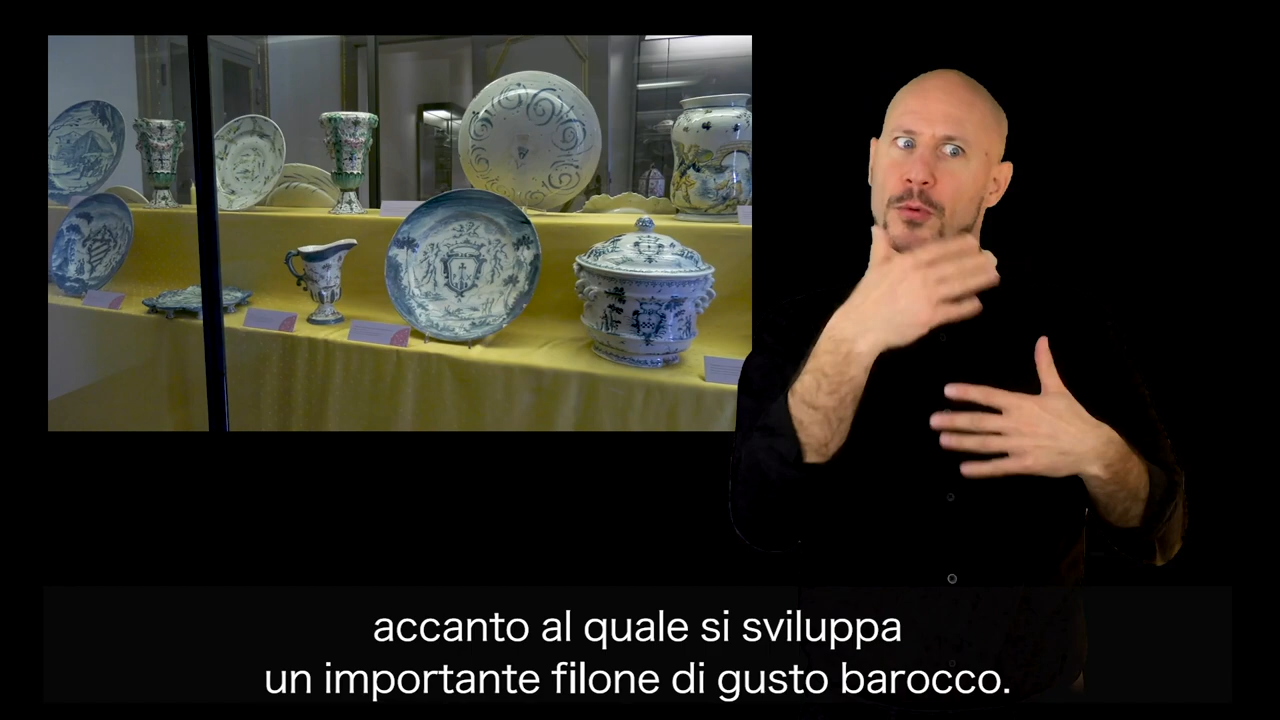 accanto al quale si sviluppa
un importante filone di gusto barocco.